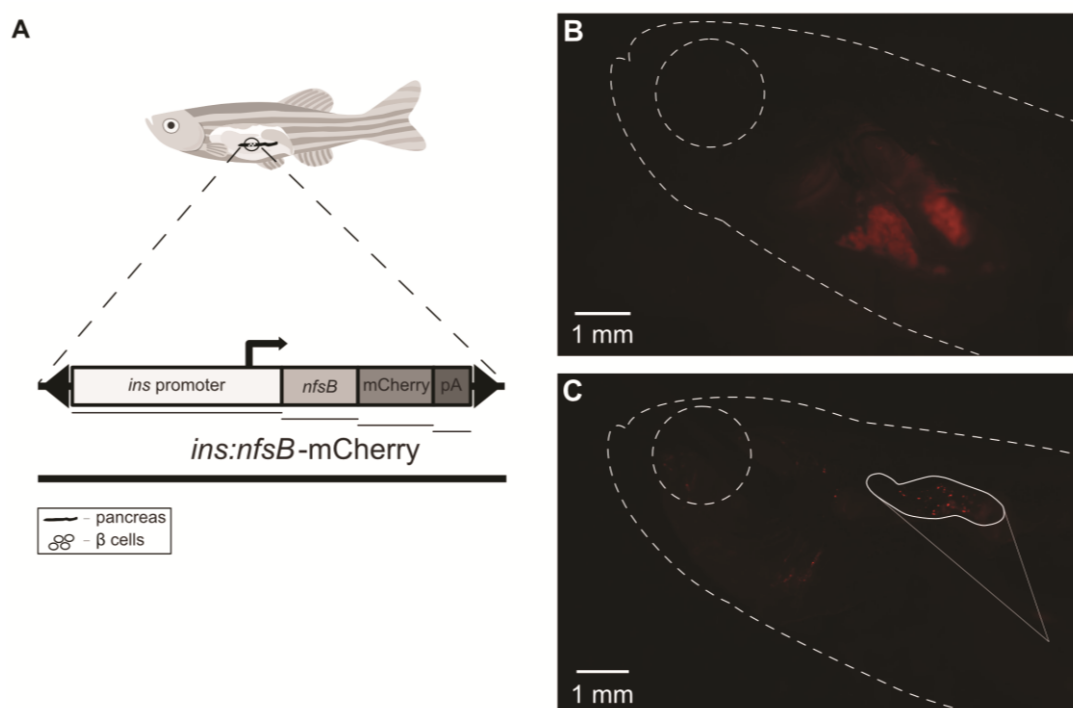 A
ins promoter
nfsB
mCherry
pA
ins:nfsB-mCherry
- pancreas
- β cells
B
1 mm
C
1 mm